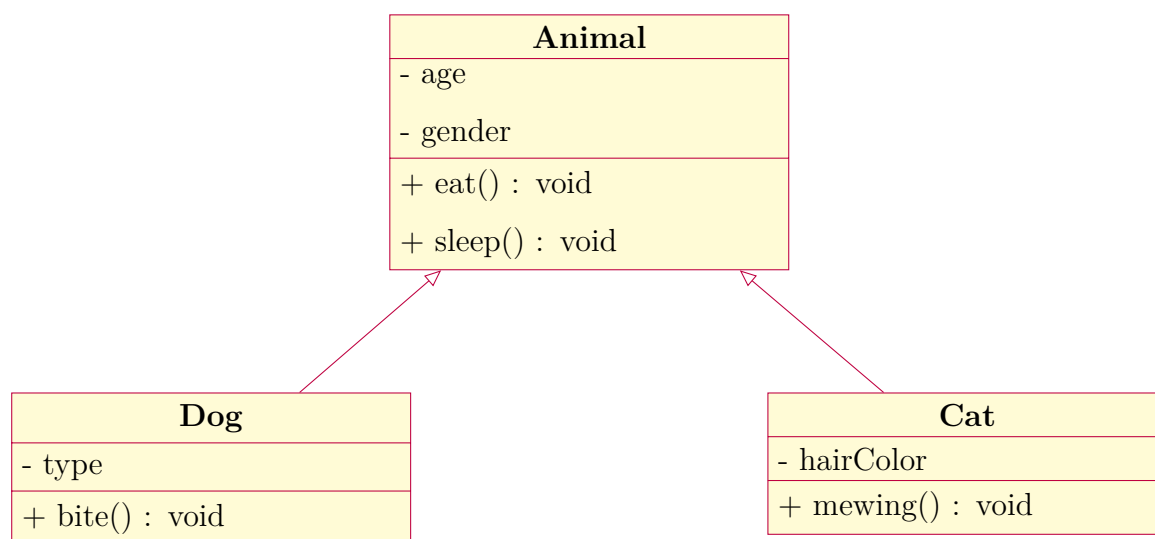 Animal
- age
- gender
+ eat() : void
+ sleep() : void
Dog
- type
+ bite() : void
Cat
- hairColor
+ mewing() : void